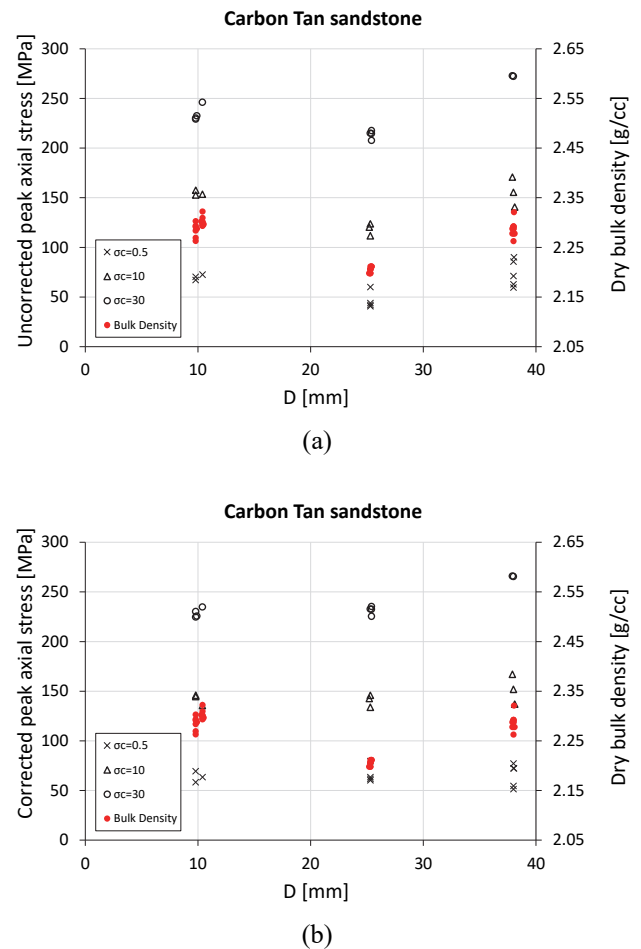 Carbon Tan sandstone
Uncorrected peak axial stress [MPa]
300
250
200
150
100
50
0
σc=0.5
σc=10
σc=30
Bulk Density
2.65
2.55
2.45
2.35
2.25
2.15
2.05
Dry bulk density [g/cc]
0 10 20 30 40
D [mm]
(a)
Carbon Tan sandstone
Corrected peak axial stress [MPa]
300
250
200
150
100
50
0
σc=0.5
σc=10
σc=30
Bulk Density
2.65
2.55
2.45
2.35
2.25
2.15
2.05
Dry bulk density [g/cc]
0 10 20 30 40
D [mm]
(b)